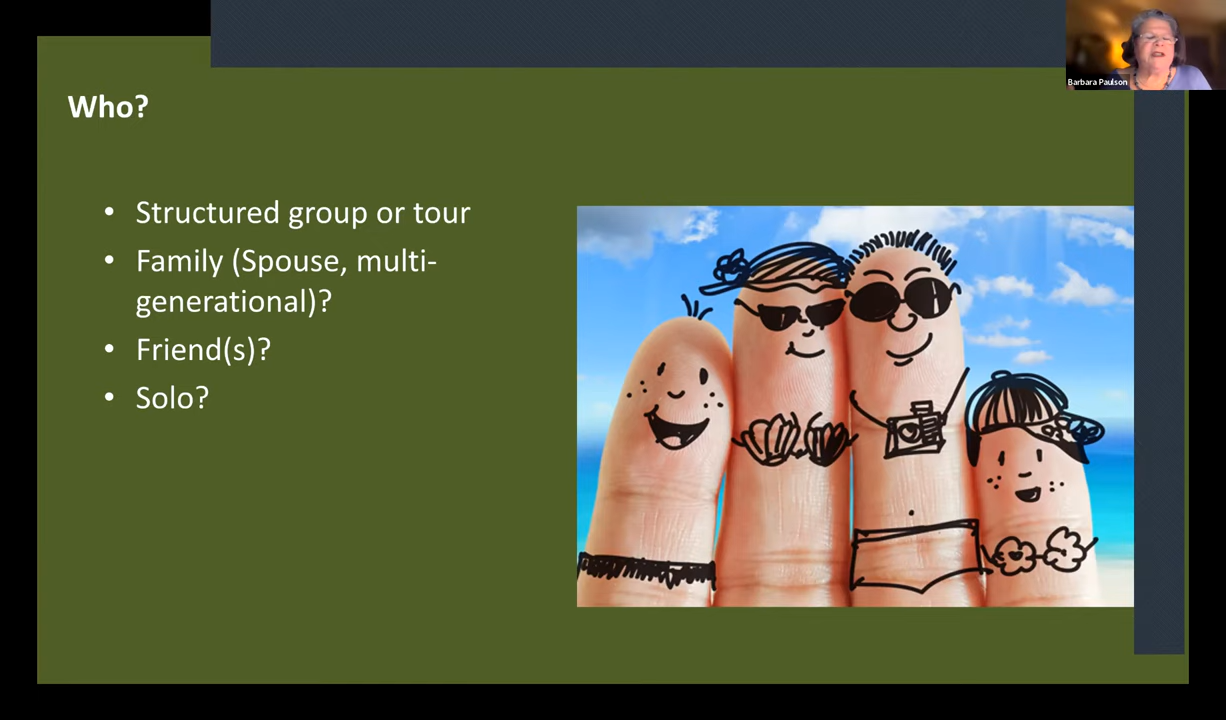 Barbara Paulson
Who?
• Structured group or tour
• Family (Spouse, multi-
generational)?
• Friend(s)?
• Solo?